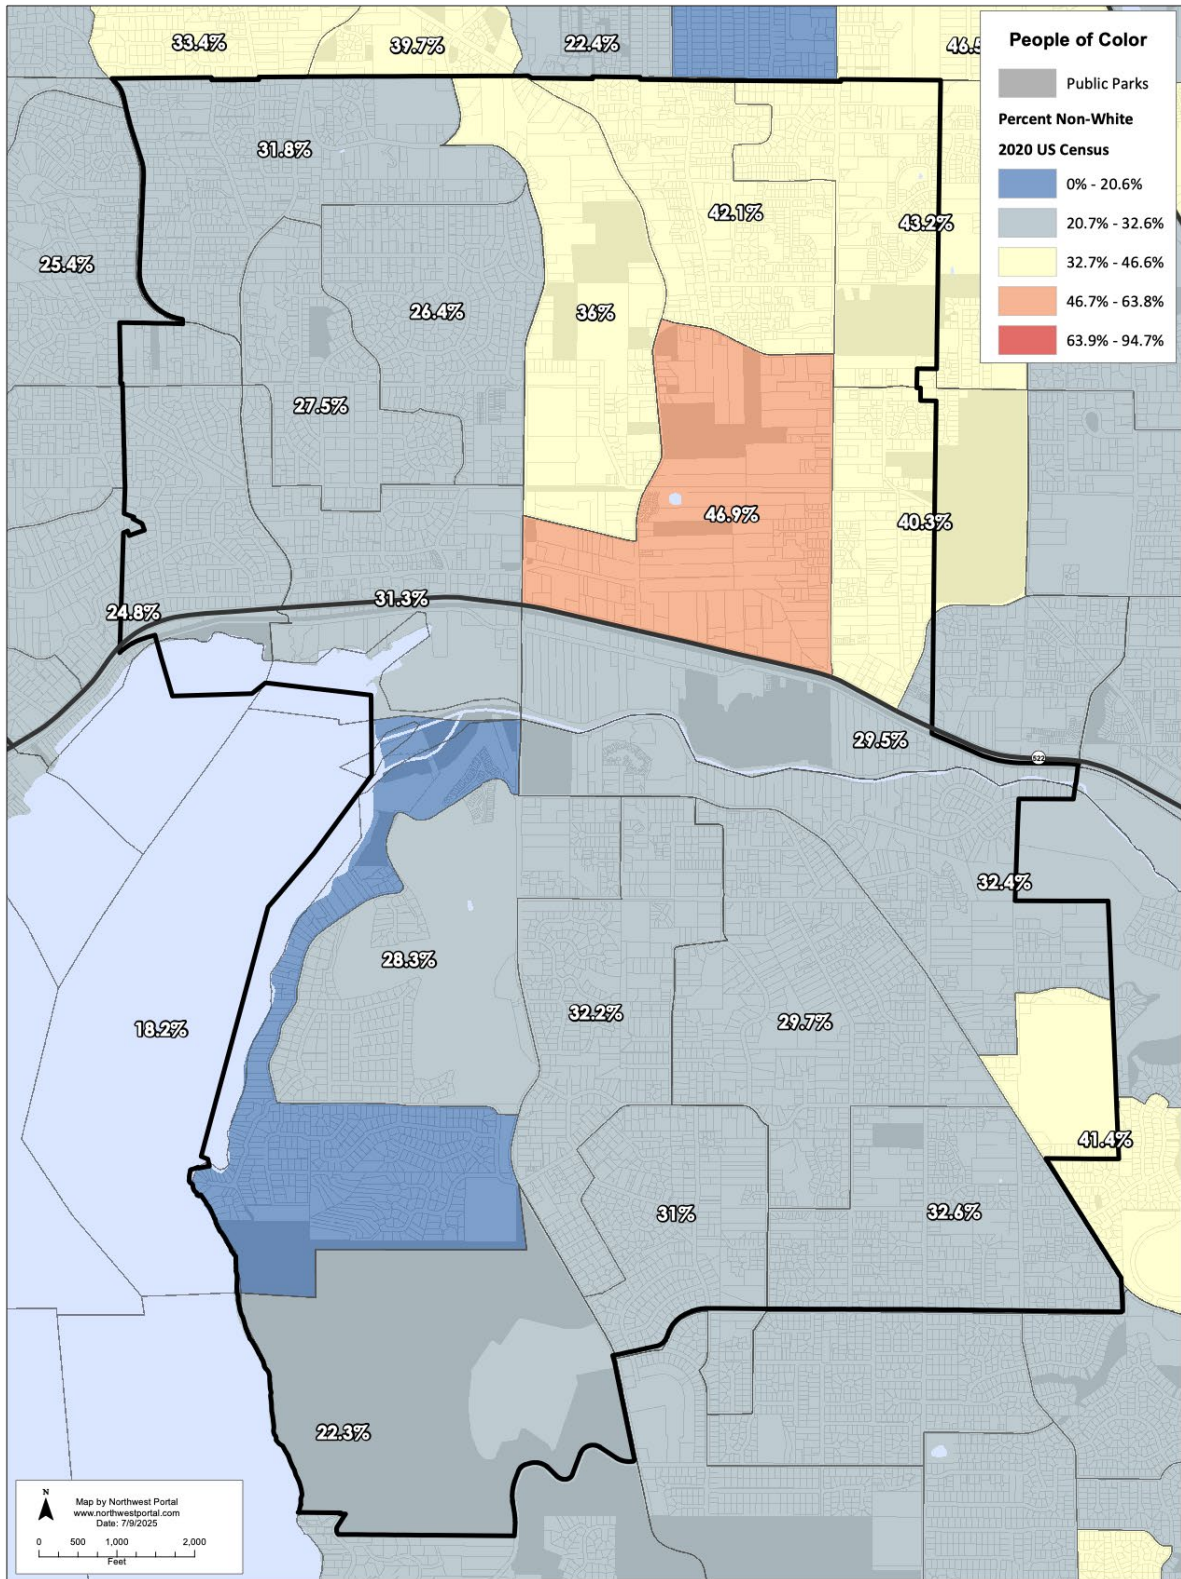 33.4%
39.7%
22.4%
People of Color
Public Parks
Percent Non-White
2020 US Census
0% - 20.6%
20.7% - 32.6%
32.7% - 46.6%
46.7% - 63.8%
63.9% - 94.7%
31.8%
42.1%
43.2%
25.4%
26.4%
36%
27.5%
46.9%
40.3%
24.8%
31.3%
29.5%
522
32.4%
28.3%
32.2%
29.7%
18.2%
41.4%
31%
32.6%
22.3%
N
Map by Northwest Portal
www.northwestportal.com
Date: 7/9/2025
0 500 1,000 2,000
Feet